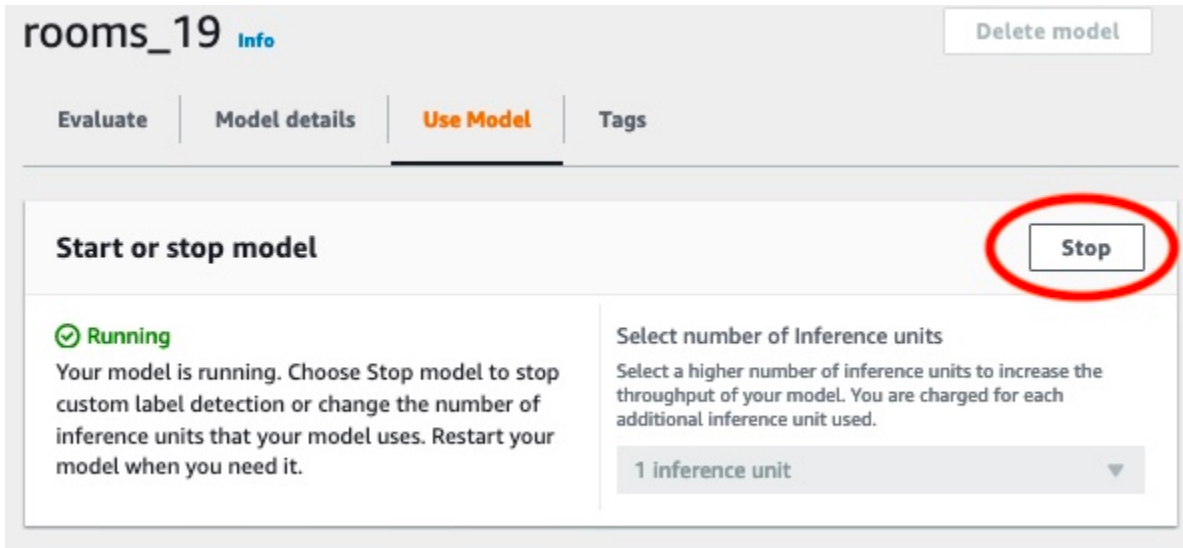 rooms_19 Info
Delete model
Evaluate
Model details
Use Model
Tags
Start or stop model
Stop
Running
Your model is running. Choose Stop model to stop
custom label detection or change the number of
inference units that your model uses. Restart your
model when you need it.
Select number of Inference units
Select a higher number of inference units to increase the
throughput of your model. You are charged for each
additional inference unit used.
1 inference unit